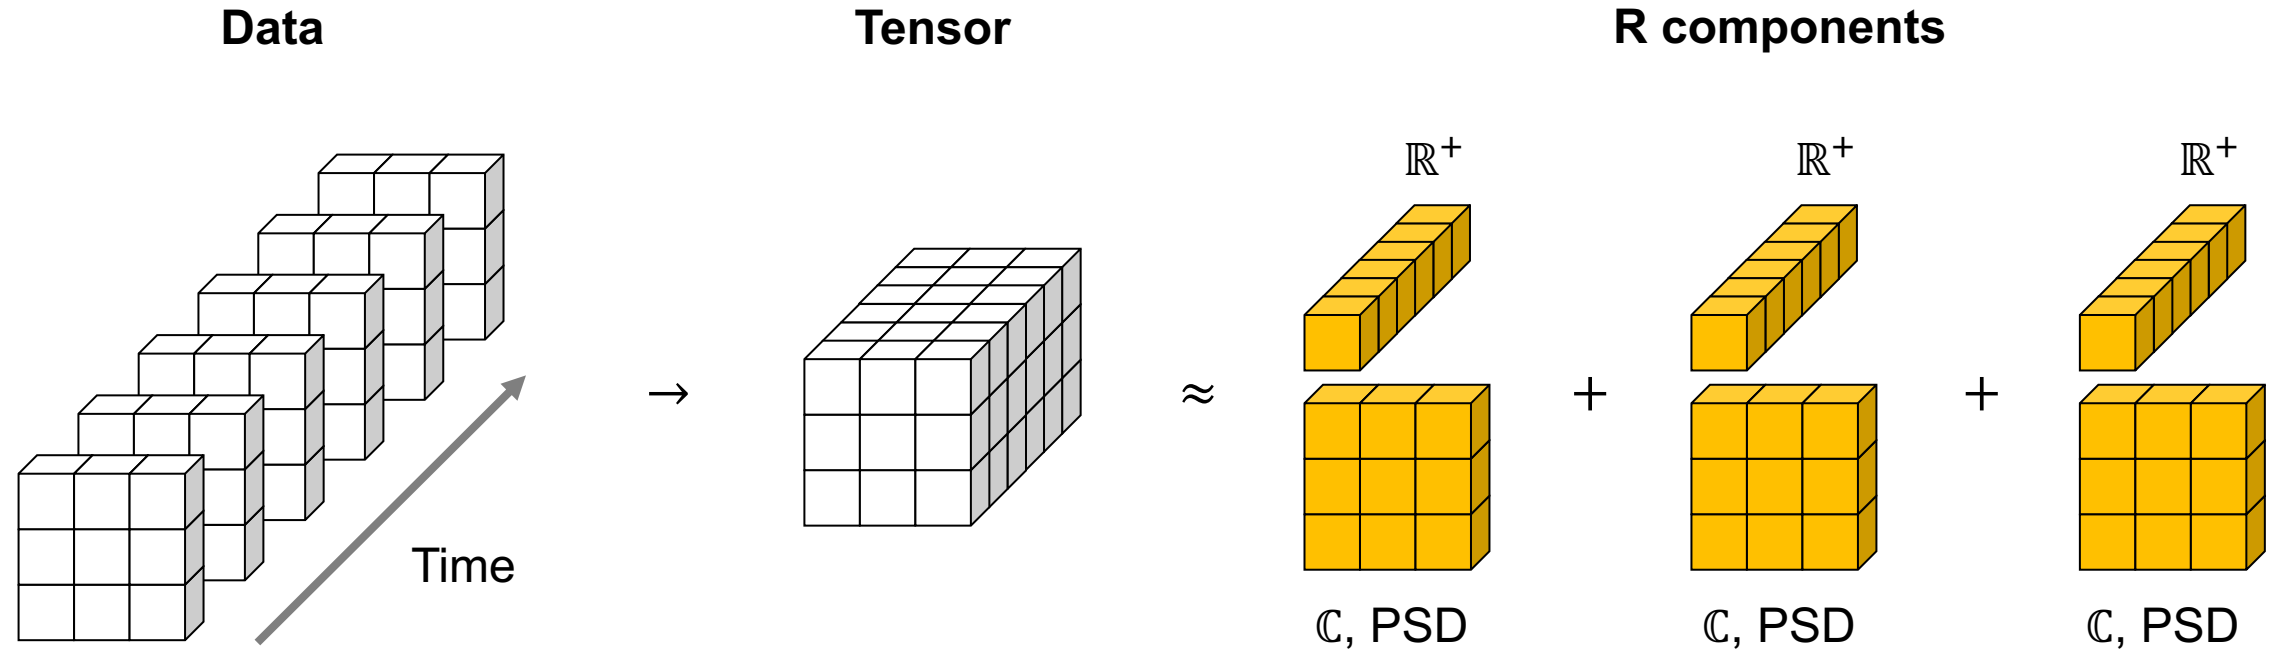 Data Tensor R components
ℝ⁺ ℝ⁺ ℝ⁺
→ ≈ + +
Time
ℂ, PSD ℂ, PSD ℂ, PSD